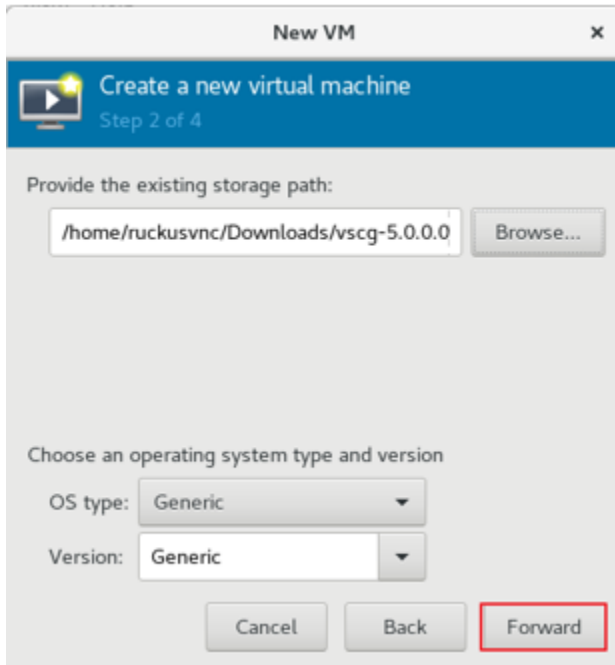 New VM ×
Create a new virtual machine
Step 2 of 4
Provide the existing storage path:
/home/ruckusvnc/Downloads/vscg-5.0.0.0 Browse...
Choose an operating system type and version
OS type: Generic
Version: Generic
Cancel Back Forward